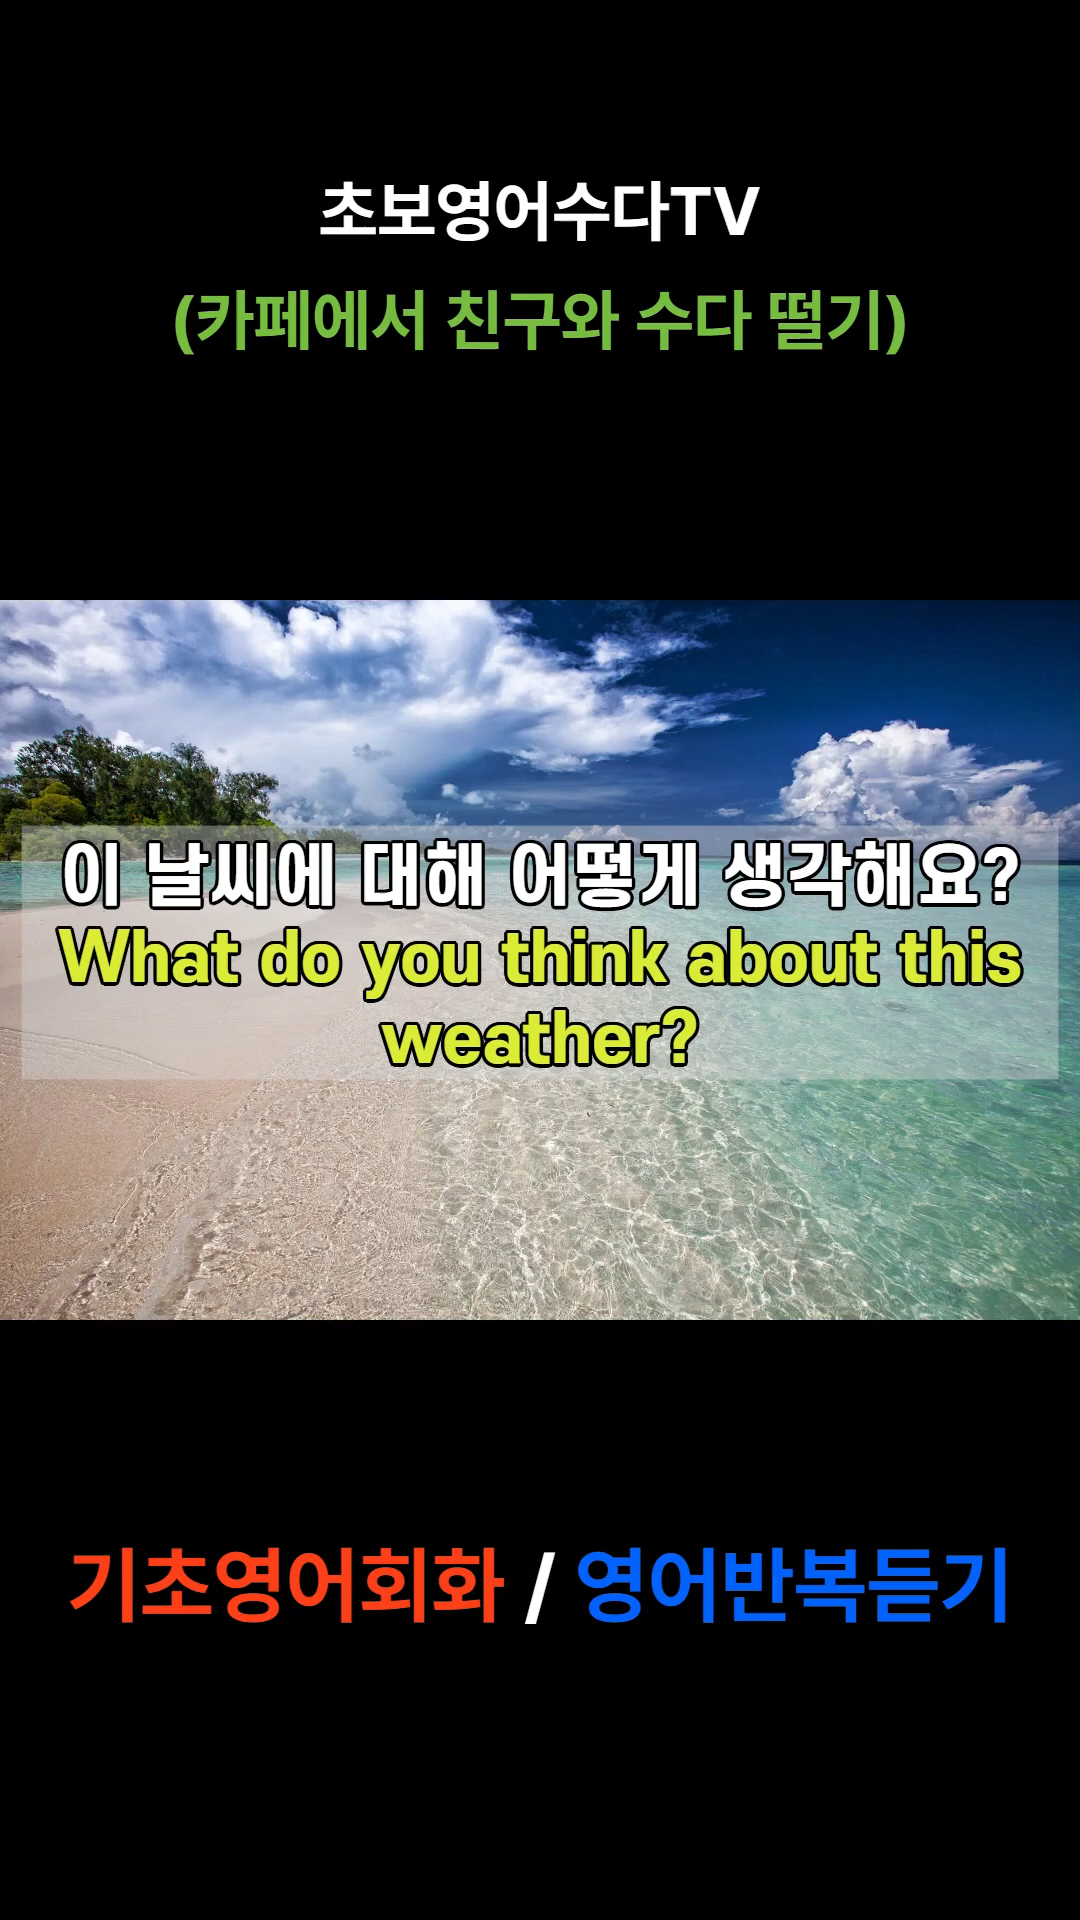 초보영어수다TV
(카페에서 친구와 수다 떨기)
이 날씨에 대해 어떻게 생각해요?
What do you think about this
weather?
기초영어회화 / 영어반복듣기